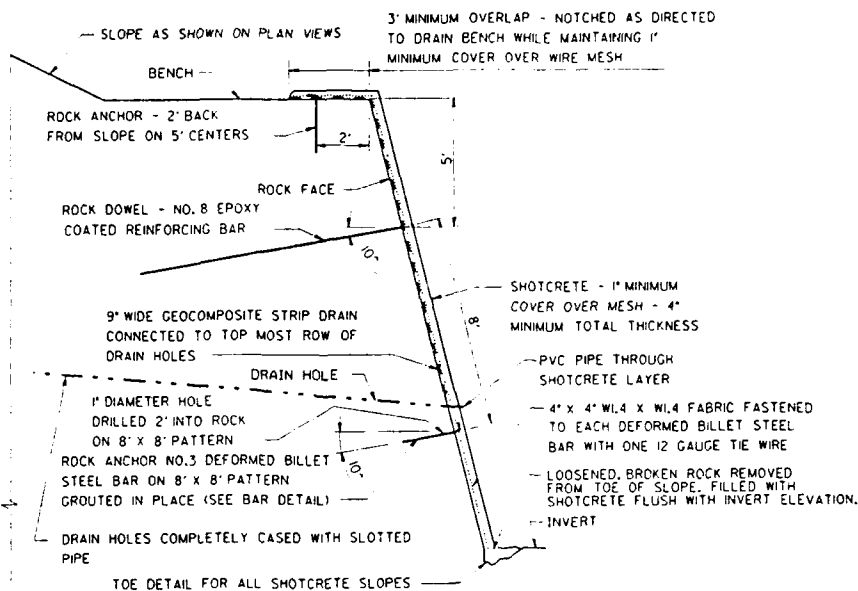 3' MINIMUM OVERLAP - NOTCHED AS DIRECTED
TO DRAIN BENCH WHILE MAINTAINING 1"
MINIMUM COVER OVER WIRE MESH
SLOPE AS SHOWN ON PLAN VIEWS
BENCH
ROCK ANCHOR - 2' BACK
FROM SLOPE ON 5' CENTERS
2'
5'
ROCK FACE
ROCK DOWEL - NO. 8 EPOXY
COATED REINFORCING BAR
10°
SHOTCRETE - 1" MINIMUM
COVER OVER MESH - 4"
MINIMUM TOTAL THICKNESS
8'
9" WIDE GEOCOMPOSITE STRIP DRAIN
CONNECTED TO TOP MOST ROW OF
DRAIN HOLES
DRAIN HOLE
PVC PIPE THROUGH
SHOTCRETE LAYER
1" DIAMETER HOLE
DRILLED 2' INTO ROCK
ON 8' X 8' PATTERN
4" X 4" W1.4 X W1.4 FABRIC FASTENED
TO EACH DEFORMED BILLET STEEL
BAR WITH ONE 12 GAUGE TIE WIRE
ROCK ANCHOR NO.3 DEFORMED BILLET
STEEL BAR ON 8' X 8' PATTERN
GROUTED IN PLACE (SEE BAR DETAIL)
10°
LOOSENED, BROKEN ROCK REMOVED
FROM TOE OF SLOPE. FILLED WITH
SHOTCRETE FLUSH WITH INVERT ELEVATION.
INVERT
DRAIN HOLES COMPLETELY CASED WITH SLOTTED
PIPE
TOE DETAIL FOR ALL SHOTCRETE SLOPES